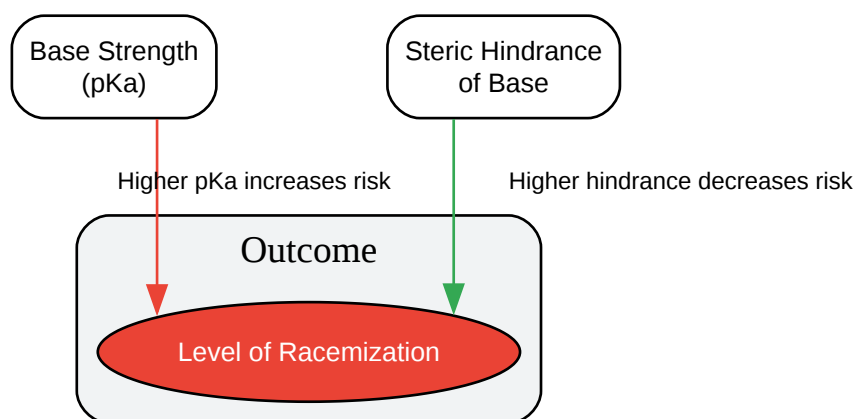 Base Strength
(pKa)
Steric Hindrance
of Base
Higher pKa increases risk
Higher hindrance decreases risk
Outcome
Level of Racemization